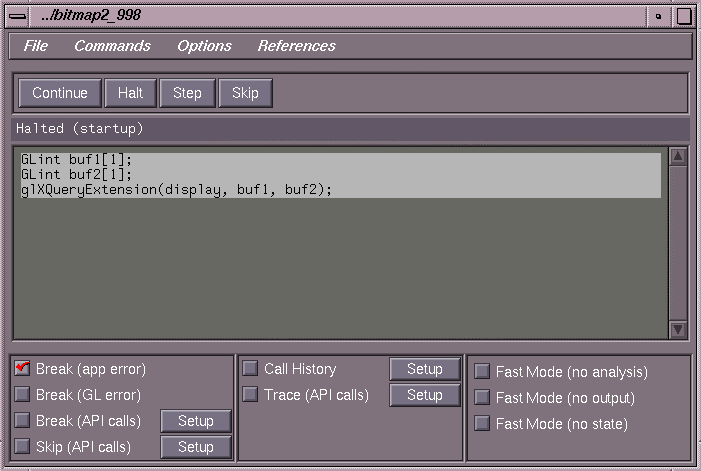 ../bitmap2_998
File Commands Options References
Continue Halt Step Skip
Halted (startup)
GLint buf1[1];
GLint buf2[1];
glXQueryExtension(display, buf1, buf2);
Break (app error)
Break (GL error)
Break (API calls) Setup
Skip (API calls) Setup
Call History Setup
Trace (API calls) Setup
Fast Mode (no analysis)
Fast Mode (no output)
Fast Mode (no state)